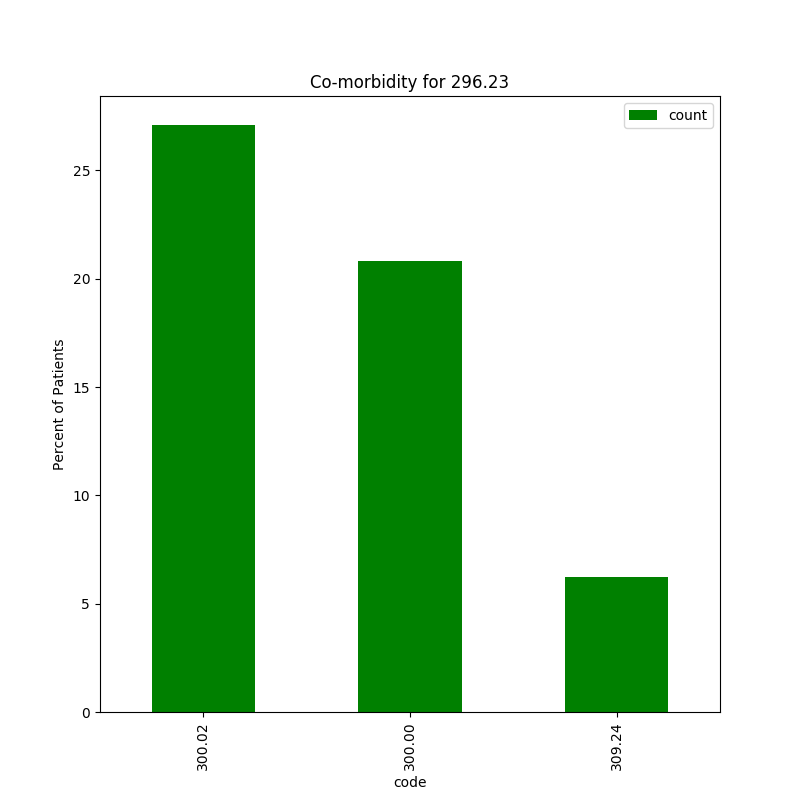 Co-morbidity for 296.23
count
Percent of Patients
25
20
15
10
5
0
300.02
300.00
309.24
code